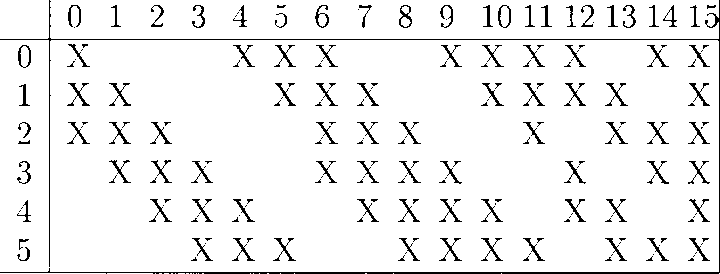 0 1 2 3 4 5 6 7 8 9 10 11 12 13 14 15
0 X X X X X X X X X X
1 X X X X X X X X X X
2 X X X X X X X X X X
3 X X X X X X X X X X
4 X X X X X X X X X X
5 X X X X X X X X X X